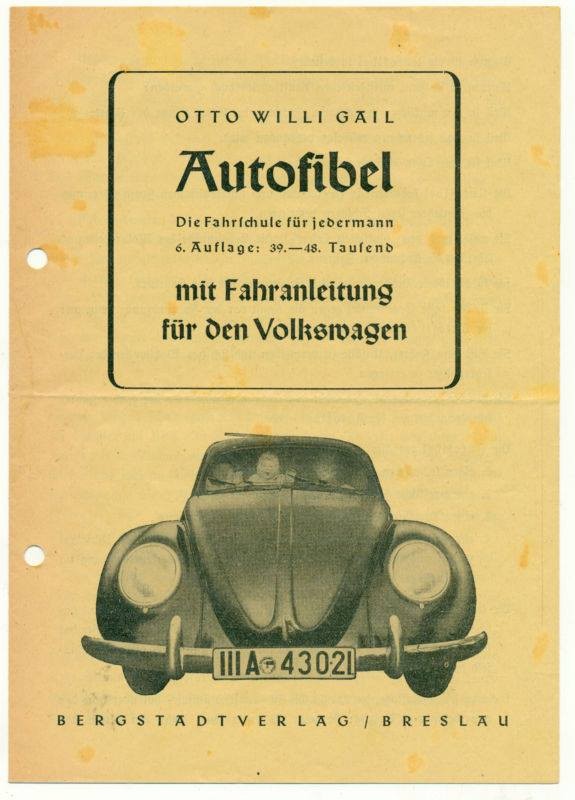 OTTO WILLI GAIL
Autofibel
Die Fahrſchule für jedermann
6. Auflage: 39.—48. Tauſend
mit Fahranleitung
für den Volkswagen
IIIA-43021
BERGSTADTVERLAG / BRESLAU